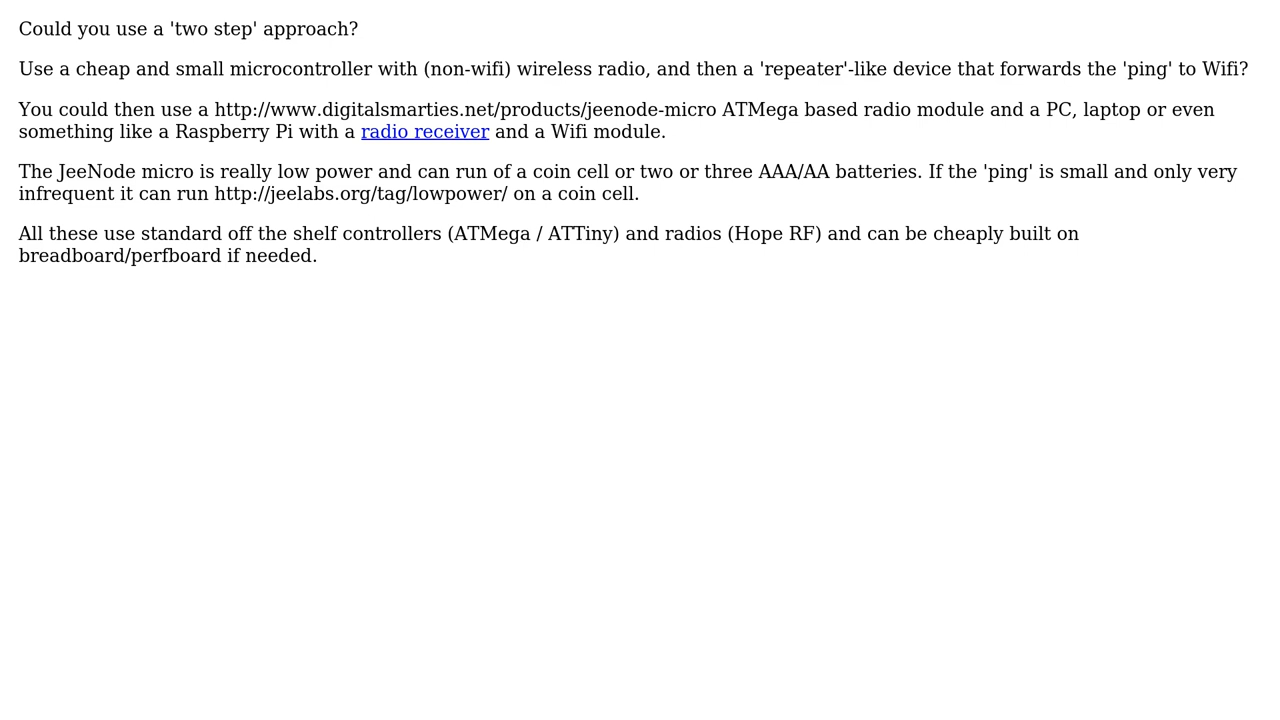 Could you use a 'two step' approach?
Use a cheap and small microcontroller with (non-wifi) wireless radio, and then a 'repeater'-like device that forwards the 'ping' to Wifi?
You could then use a http://www.digitalsmarties.net/products/jeenode-micro ATMega based radio module and a PC, laptop or even
something like a Raspberry Pi with a radio receiver and a Wifi module.
The JeeNode micro is really low power and can run of a coin cell or two or three AAA/AA batteries. If the 'ping' is small and only very
infrequent it can run http://jeelabs.org/tag/lowpower/ on a coin cell.
All these use standard off the shelf controllers (ATMega / ATTiny) and radios (Hope RF) and can be cheaply built on
breadboard/perfboard if needed.